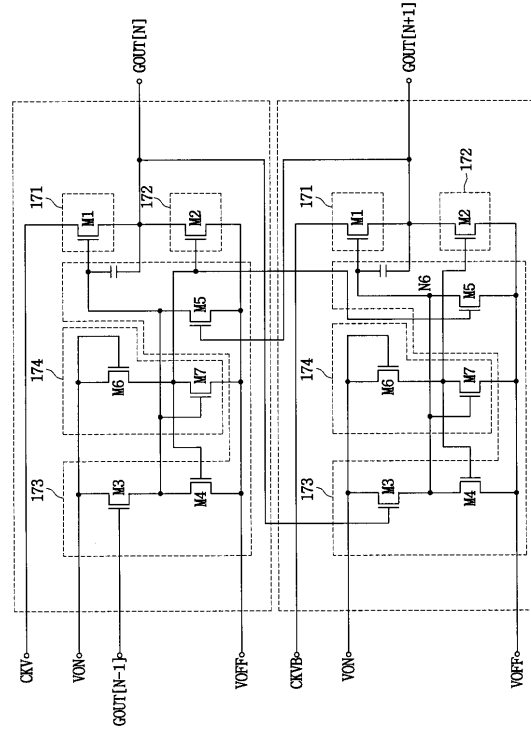 CKV
VON
GOUT[N-1]
VOFF
173
M3
M4
174
M6
M7
M5
171
M1
172
M2
GOUT[N]
CKVB
VON
VOFF
173
M3
M4
174
M6
M7
N6
M5
171
M1
172
M2
GOUT[N+1]